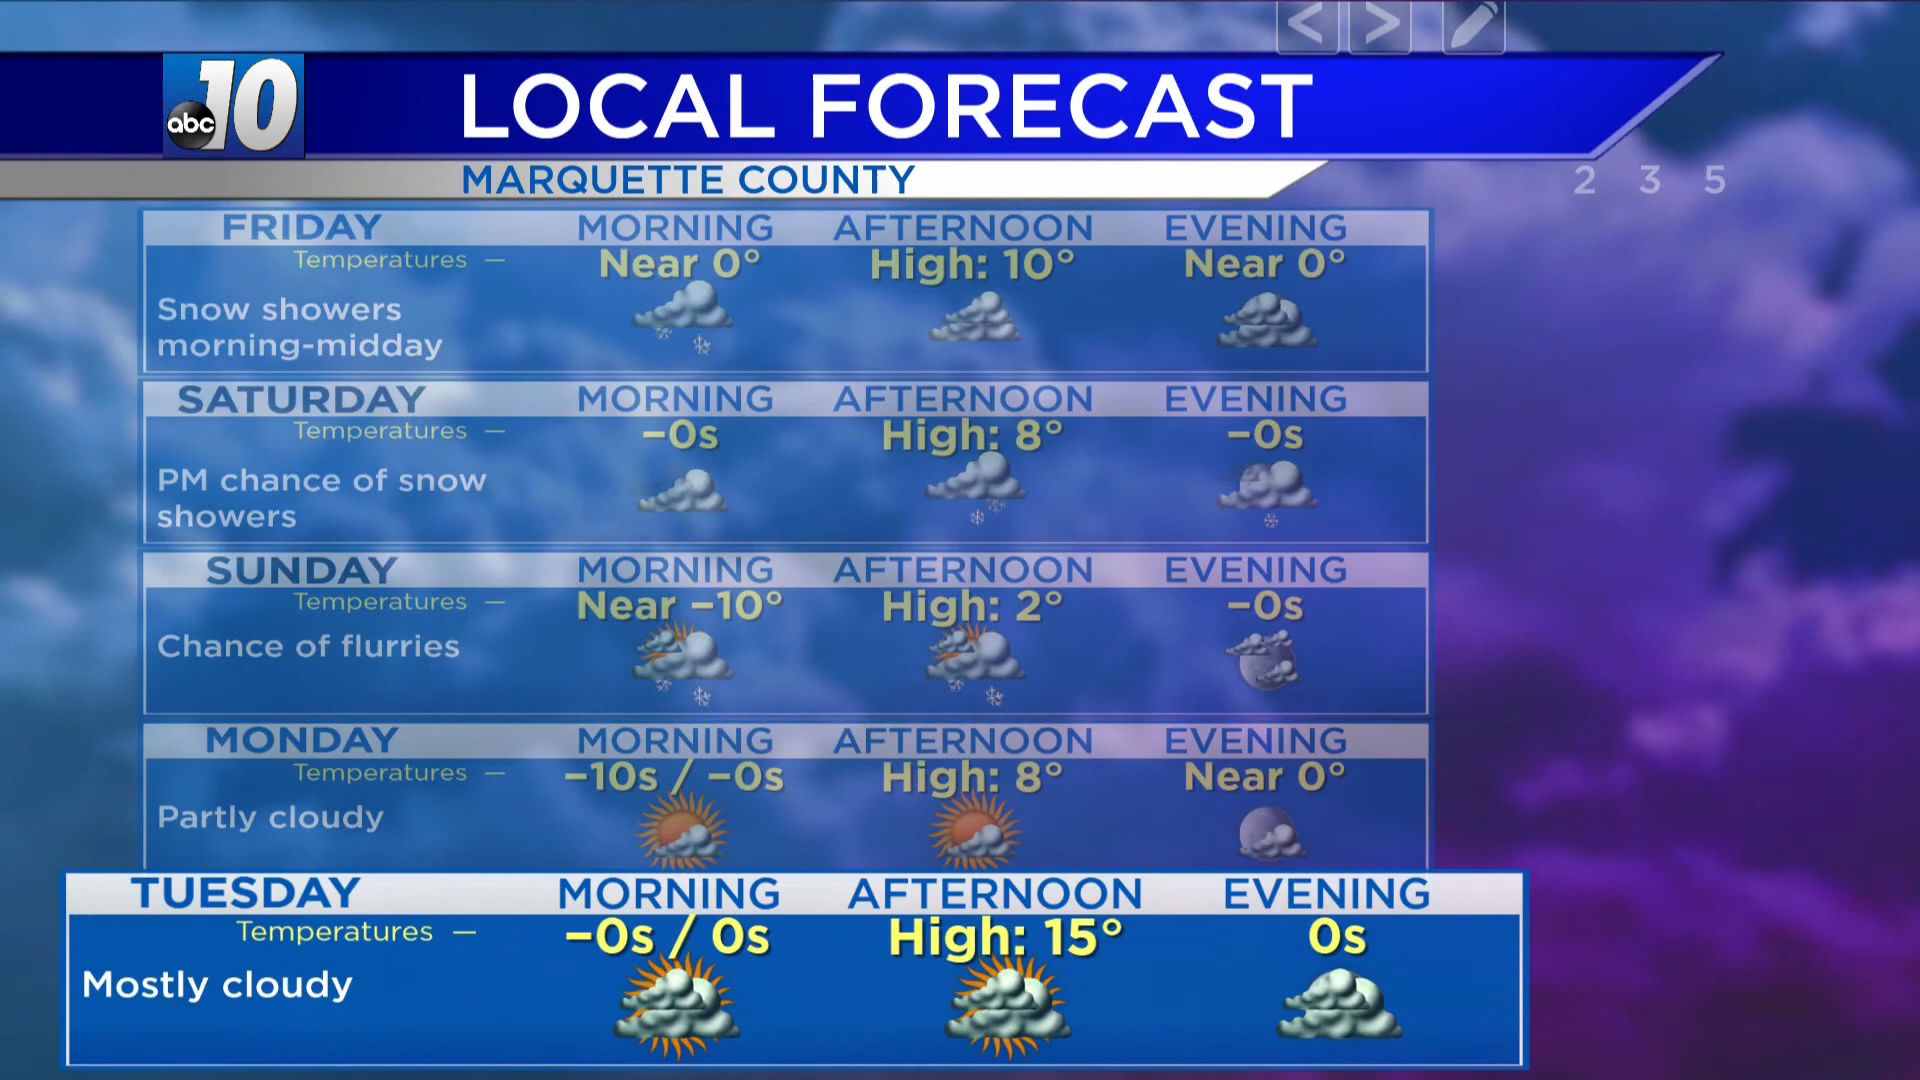 abc 10
LOCAL FORECAST
MARQUETTE COUNTY
2 3 5
FRIDAY MORNING AFTERNOON EVENING
Temperatures — Near 0° High: 10° Near 0°
Snow showers
morning-midday
SATURDAY MORNING AFTERNOON EVENING
Temperatures — −0s High: 8° −0s
PM chance of snow
showers
SUNDAY MORNING AFTERNOON EVENING
Temperatures — Near −10° High: 2° −0s
Chance of flurries
MONDAY MORNING AFTERNOON EVENING
Temperatures — −10s / −0s High: 8° Near 0°
Partly cloudy
TUESDAY MORNING AFTERNOON EVENING
Temperatures — −0s / 0s High: 15° 0s
Mostly cloudy